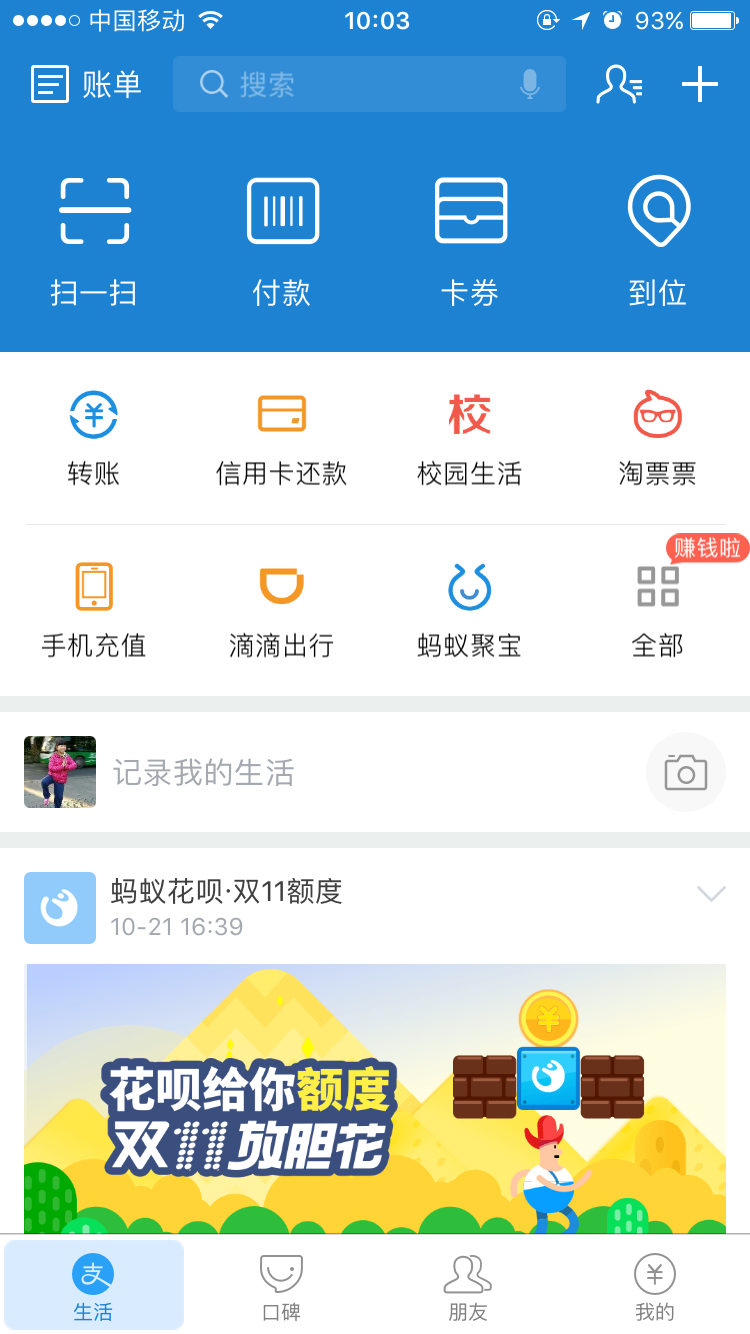 中国移动 10:03 93%
账单 搜索
扫一扫 付款 卡券 到位
校
转账 信用卡还款 校园生活 淘票票
赚钱啦
手机充值 滴滴出行 蚂蚁聚宝 全部
记录我的生活
蚂蚁花呗·双11额度
10-21 16:39
花呗给你额度
双11放胆花
支
生活 口碑 朋友 我的